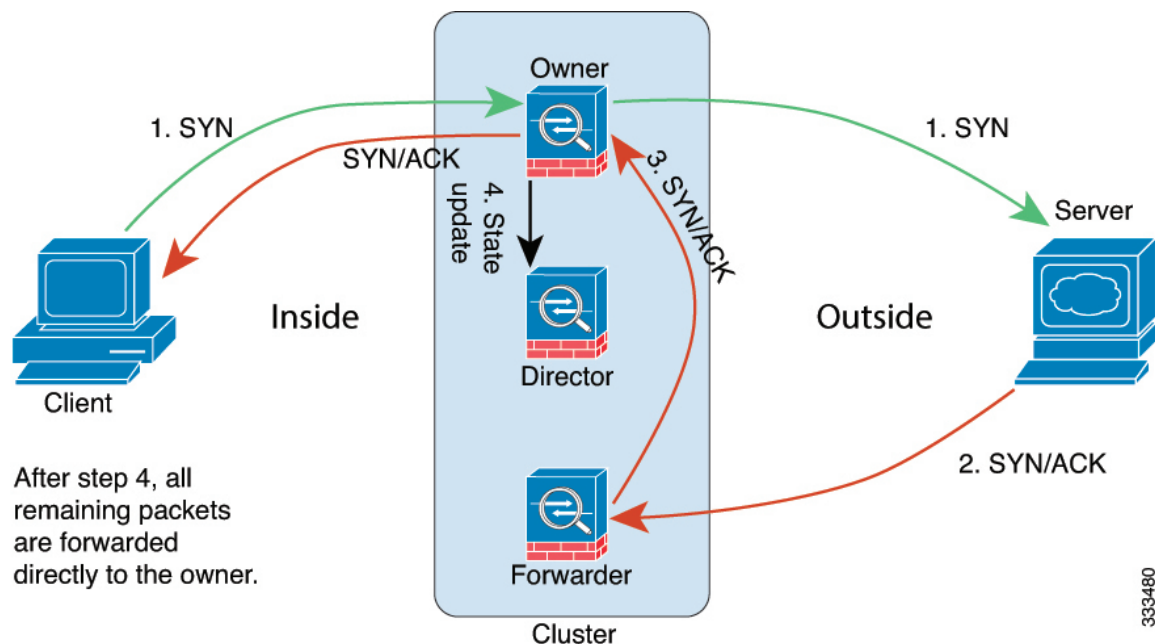 Owner
1. SYN
1. SYN
SYN/ACK
3. SYN/ACK
4. State
update
Server
Inside
Outside
Director
Client
2. SYN/ACK
After step 4, all
remaining packets
are forwarded
directly to the owner.
Forwarder
Cluster
333480